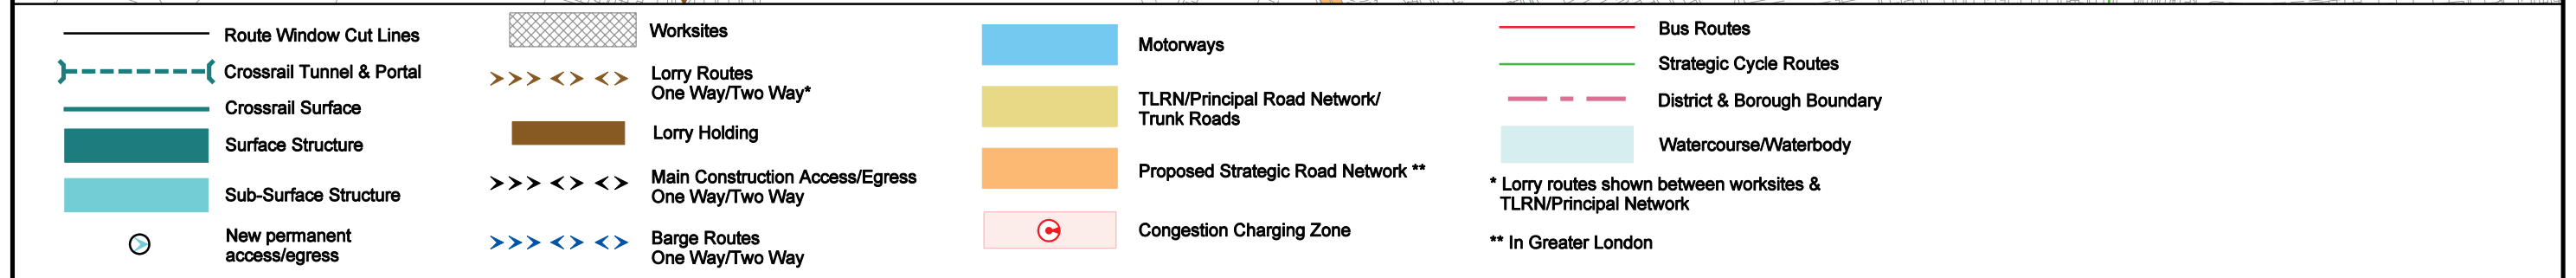 Route Window Cut Lines
Crossrail Tunnel & Portal
Crossrail Surface
Surface Structure
Sub-Surface Structure
New permanent
access/egress
Worksites
Lorry Routes
One Way/Two Way*
Lorry Holding
Main Construction Access/Egress
One Way/Two Way
Barge Routes
One Way/Two Way
Motorways
TLRN/Principal Road Network/
Trunk Roads
Proposed Strategic Road Network **
Congestion Charging Zone
Bus Routes
Strategic Cycle Routes
District & Borough Boundary
Watercourse/Waterbody
* Lorry routes shown between worksites &
TLRN/Principal Network
** In Greater London